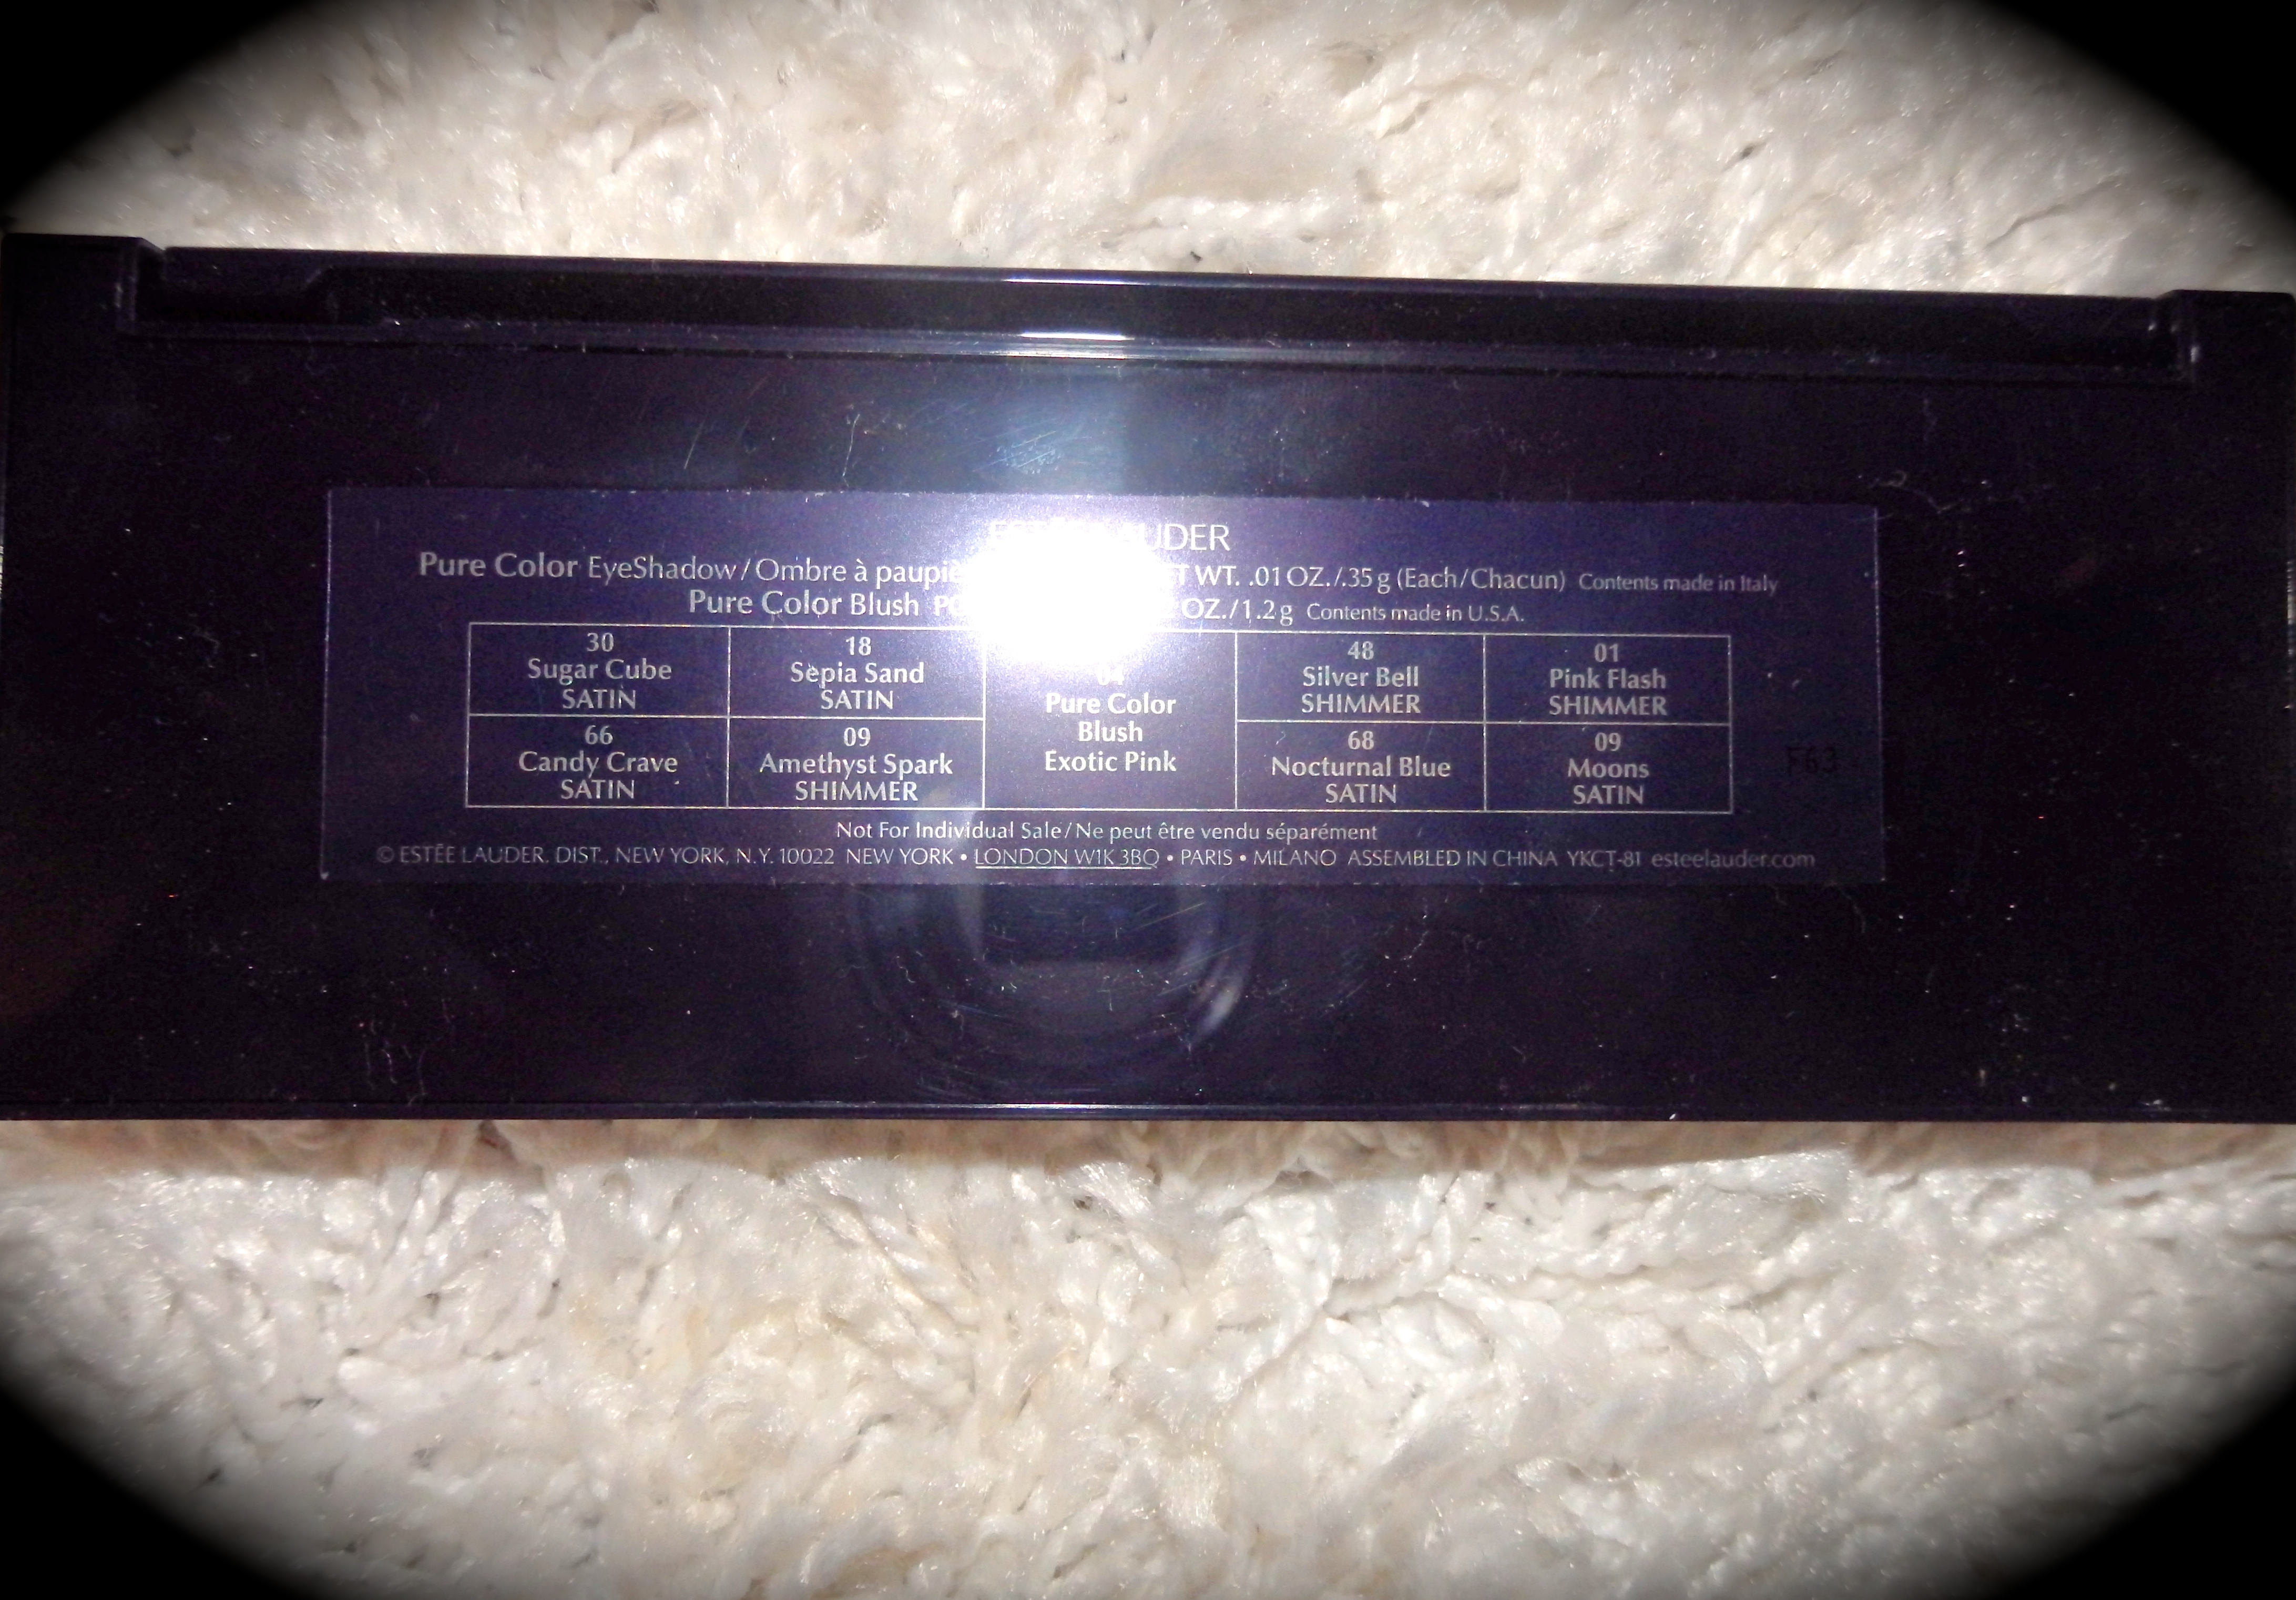 LAUDER
Pure Color EyeShadow/Ombre à WT. .01 OZ./.35 g (Each/Chacun) Contents made in Italy
Pure Color Blush OZ./1.2 g Contents made in U.S.A.
30
Sugar Cube
SATIN
18
Sepia Sand
SATIN
04
Pure Color
Blush
Exotic Pink
48
Silver Bell
SHIMMER
01
Pink Flash
SHIMMER
66
Candy Crave
SATIN
09
Amethyst Spark
SHIMMER
68
Nocturnal Blue
SATIN
09
Moons
SATIN
F63
Not For Individual Sale/Ne peut être vendu séparément
© ESTĒE LAUDER. DIST., NEW YORK, N.Y. 10022 NEW YORK • LONDON W1K 3BQ • PARIS • MILANO ASSEMBLED IN CHINA YKCT-81 esteelauder.com